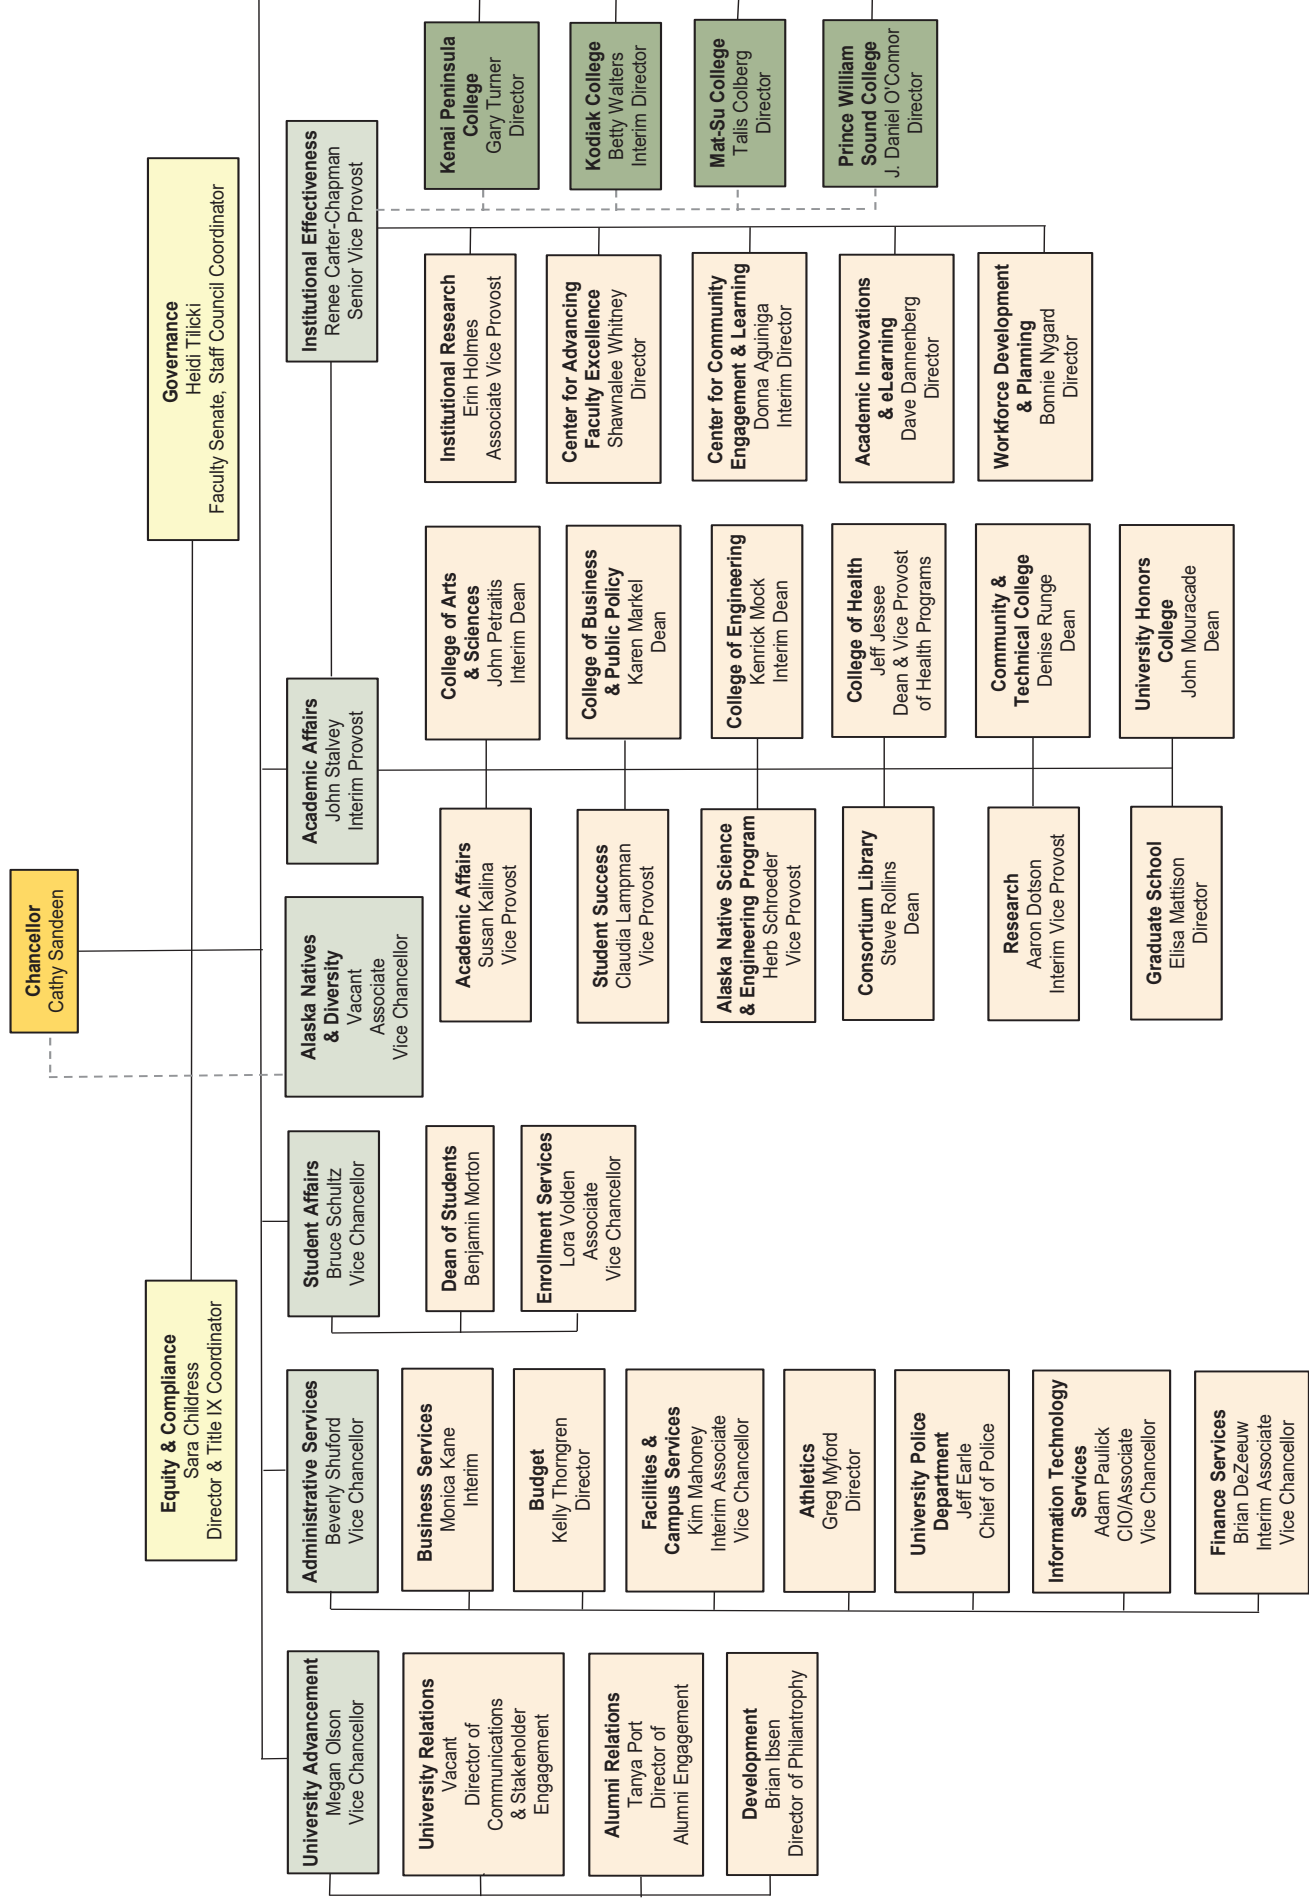 Chancellor
Cathy Sandeen
Equity & Compliance
Sara Childress
Director & Title IX Coordinator
Governance
Heidi Tilicki
Faculty Senate, Staff Council Coordinator
University Advancement
Megan Olson
Vice Chancellor
University Relations
Vacant
Director of
Communications
& Stakeholder
Engagement
Alumni Relations
Tanya Port
Director of
Alumni Engagement
Development
Brian Ibsen
Director of Philantrophy
Administrative Services
Beverly Shuford
Vice Chancellor
Business Services
Monica Kane
Interim
Budget
Kelly Thorngren
Director
Facilities &
Campus Services
Kim Mahoney
Interim Associate
Vice Chancellor
Athletics
Greg Myford
Director
University Police
Department
Jeff Earle
Chief of Police
Information Technology
Services
Adam Paulick
CIO/Associate
Vice Chancellor
Finance Services
Brian DeZeeuw
Interim Associate
Vice Chancellor
Student Affairs
Bruce Schultz
Vice Chancellor
Dean of Students
Benjamin Morton
Enrollment Services
Lora Volden
Associate
Vice Chancellor
Alaska Natives
& Diversity
Vacant
Associate
Vice Chancellor
Academic Affairs
John Stalvey
Interim Provost
Academic Affairs
Susan Kalina
Vice Provost
Student Success
Claudia Lampman
Vice Provost
Alaska Native Science
& Engineering Program
Herb Schroeder
Vice Provost
Consortium Library
Steve Rollins
Dean
Research
Aaron Dotson
Interim Vice Provost
Graduate School
Elisa Mattison
Director
College of Arts
& Sciences
John Petraitis
Interim Dean
College of Business
& Public Policy
Karen Markel
Dean
College of Engineering
Kenrick Mock
Interim Dean
College of Health
Jeff Jessee
Dean & Vice Provost
of Health Programs
Community &
Technical College
Denise Runge
Dean
University Honors
College
John Mouracade
Dean
Institutional Effectiveness
Renee Carter-Chapman
Senior Vice Provost
Institutional Research
Erin Holmes
Associate Vice Provost
Center for Advancing
Faculty Excellence
Shawnalee Whitney
Director
Center for Community
Engagement & Learning
Donna Aguiniga
Interim Director
Academic Innovations
& eLearning
Dave Dannenberg
Director
Workforce Development
& Planning
Bonnie Nygard
Director
Kenai Peninsula
College
Gary Turner
Director
Kodiak College
Betty Walters
Interim Director
Mat-Su College
Talis Colberg
Director
Prince William
Sound College
J. Daniel O'Connor
Director